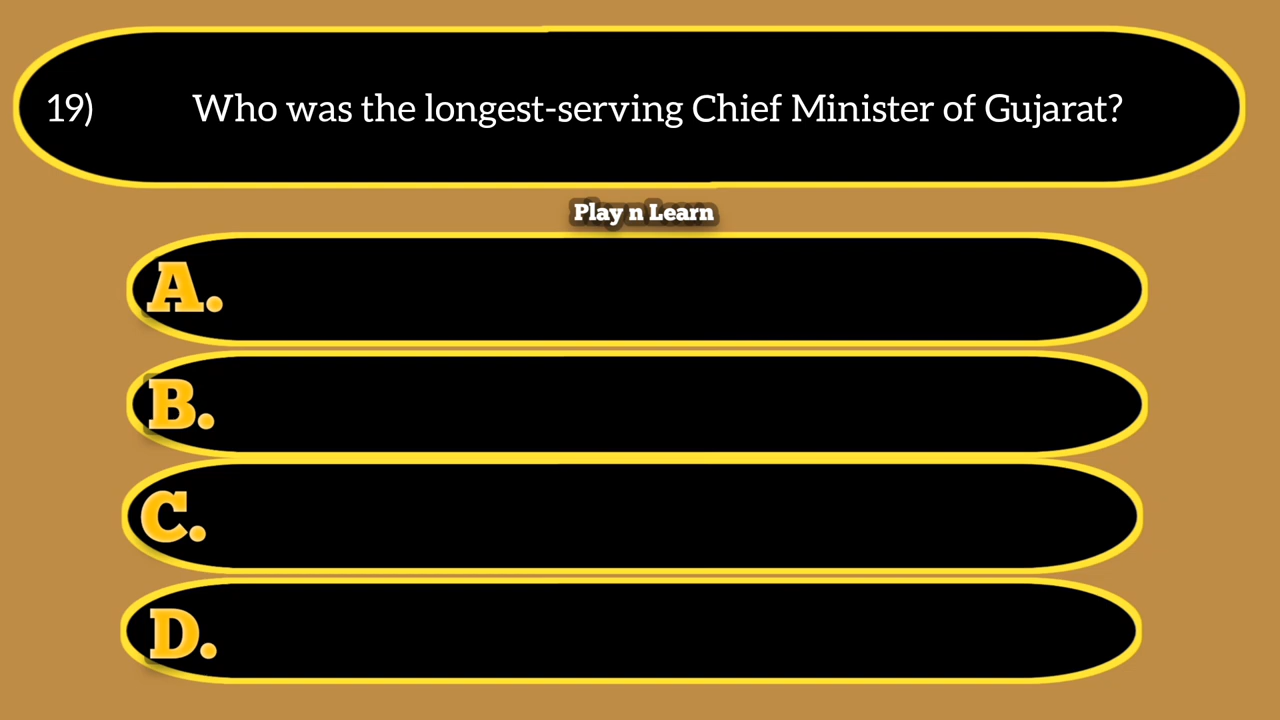 19) Who was the longest-serving Chief Minister of Gujarat?
Play n Learn
A.
B.
C.
D.